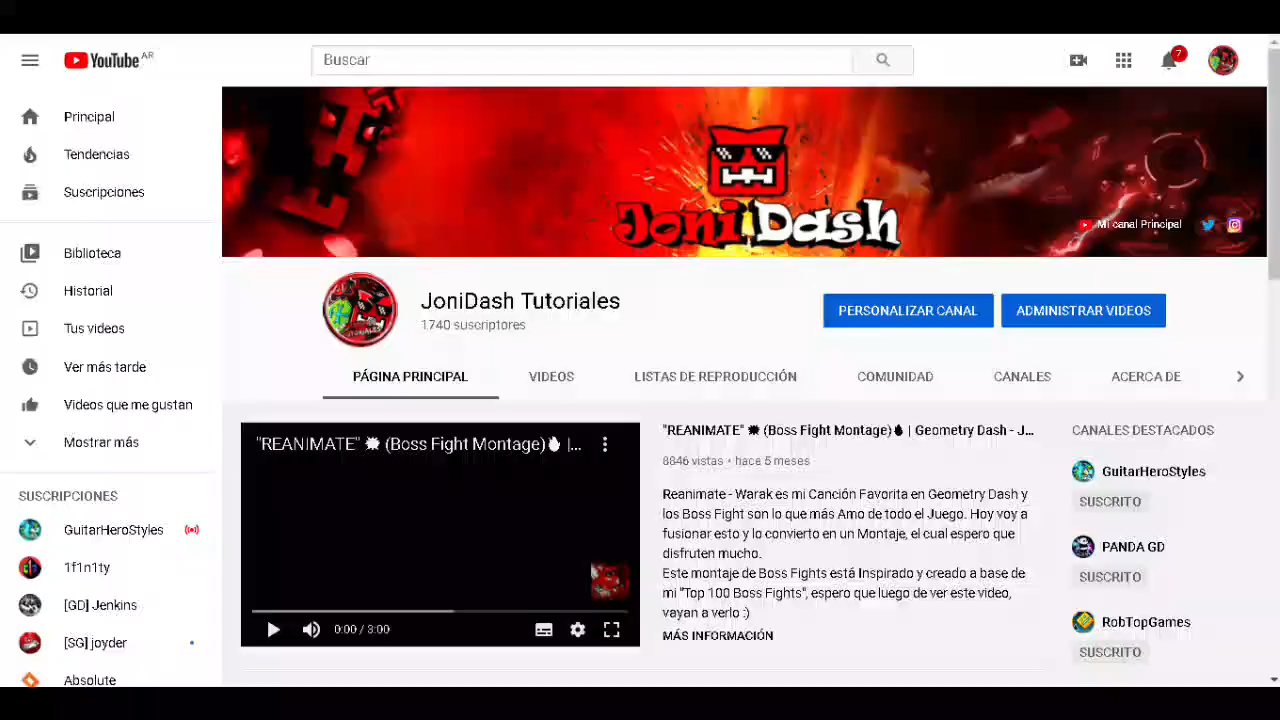 YouTube AR
Buscar
7
Principal
Tendencias
Suscripciones
Biblioteca
Historial
Tus videos
Ver más tarde
Videos que me gustan
Mostrar más
SUSCRIPCIONES
GuitarHeroStyles
1f1n1ty
[GD] Jenkins
[SG] joyder
Absolute
JoniDash
Mi canal Principal
JoniDash Tutoriales
1.740 suscriptores
PERSONALIZAR CANAL
ADMINISTRAR VIDEOS
PÁGINA PRINCIPAL
VIDEOS
LISTAS DE REPRODUCCIÓN
COMUNIDAD
CANALES
ACERCA DE
"REANIMATE" ✸ (Boss Fight Montage) |...
0:00 / 3:00
"REANIMATE" ✸ (Boss Fight Montage) | Geometry Dash - J...
8846 vistas • hace 5 meses
Reanimate - Warak es mi Canción Favorita en Geometry Dash y
los Boss Fight son lo que más Amo de todo el Juego. Hoy voy a
fusionar esto y lo convierto en un Montaje, el cual espero que
disfruten mucho.
Este montaje de Boss Fights está Inspirado y creado a base de
mi "Top 100 Boss Fights", espero que luego de ver este video,
vayan a verlo :)
MÁS INFORMACIÓN
CANALES DESTACADOS
GuitarHeroStyles
SUSCRITO
PANDA GD
SUSCRITO
RobTopGames
SUSCRITO